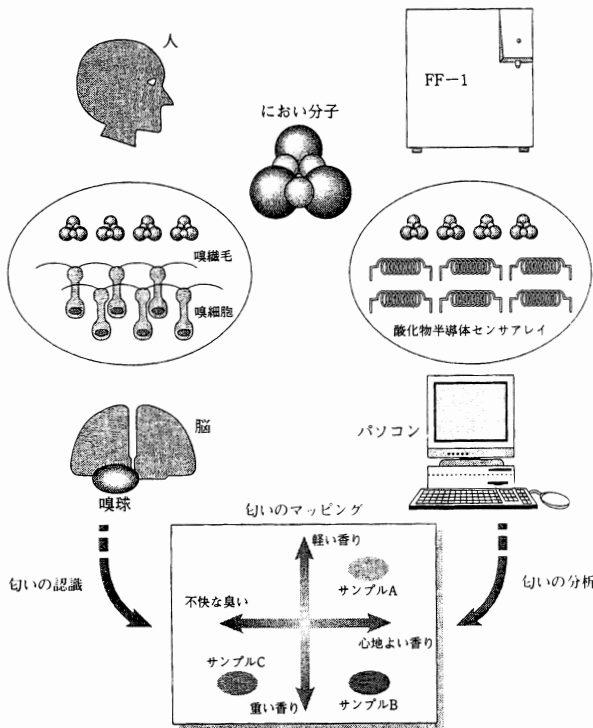 人
FF-1
におい分子
嗅繊毛
嗅細胞
酸化物半導体センサアレイ
脳
嗅球
パソコン
匂いのマッピング
匂いの認識
匂いの分析
軽い香り
サンプルA
不快な臭い
心地よい香り
サンプルC
重い香り
サンプルB